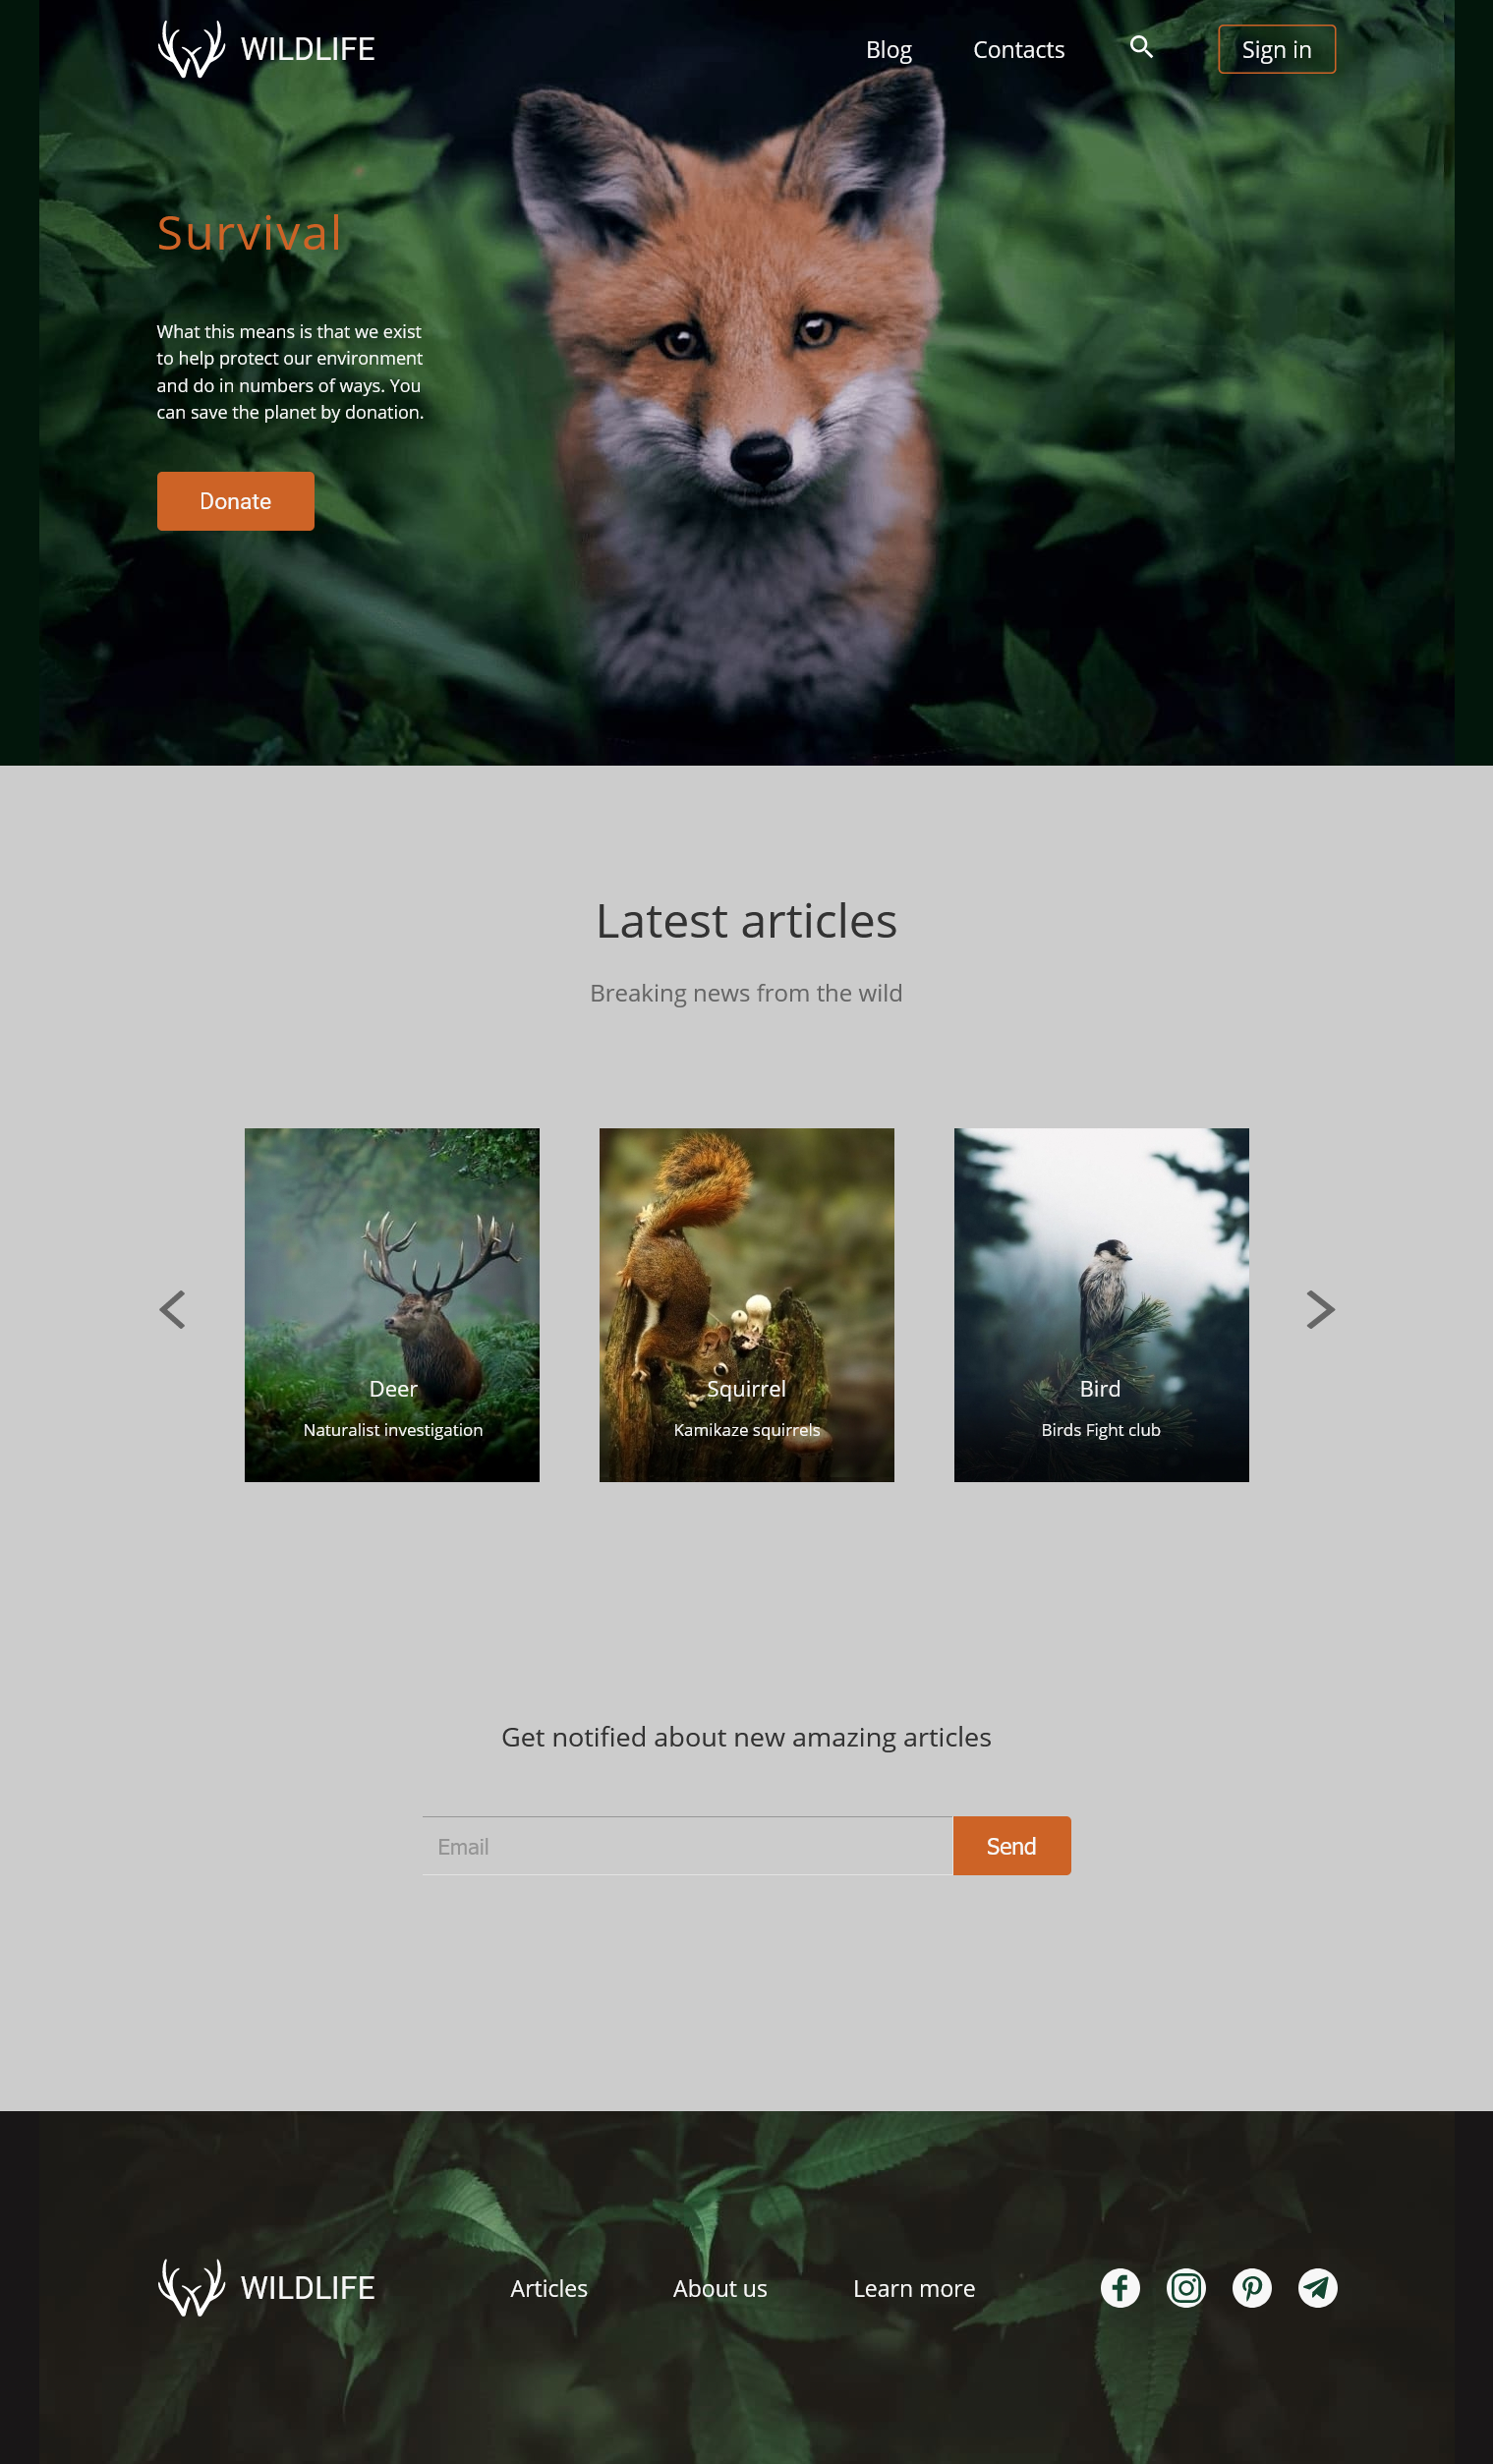 WILDLIFE
Blog
Contacts
Sign in
Survival
What this means is that we exist
to help protect our environment
and do in numbers of ways. You
can save the planet by donation.
Donate
Latest articles
Breaking news from the wild
Deer
Naturalist investigation
Squirrel
Kamikaze squirrels
Bird
Birds Fight club
Get notified about new amazing articles
Email
Send
WILDLIFE
Articles
About us
Learn more